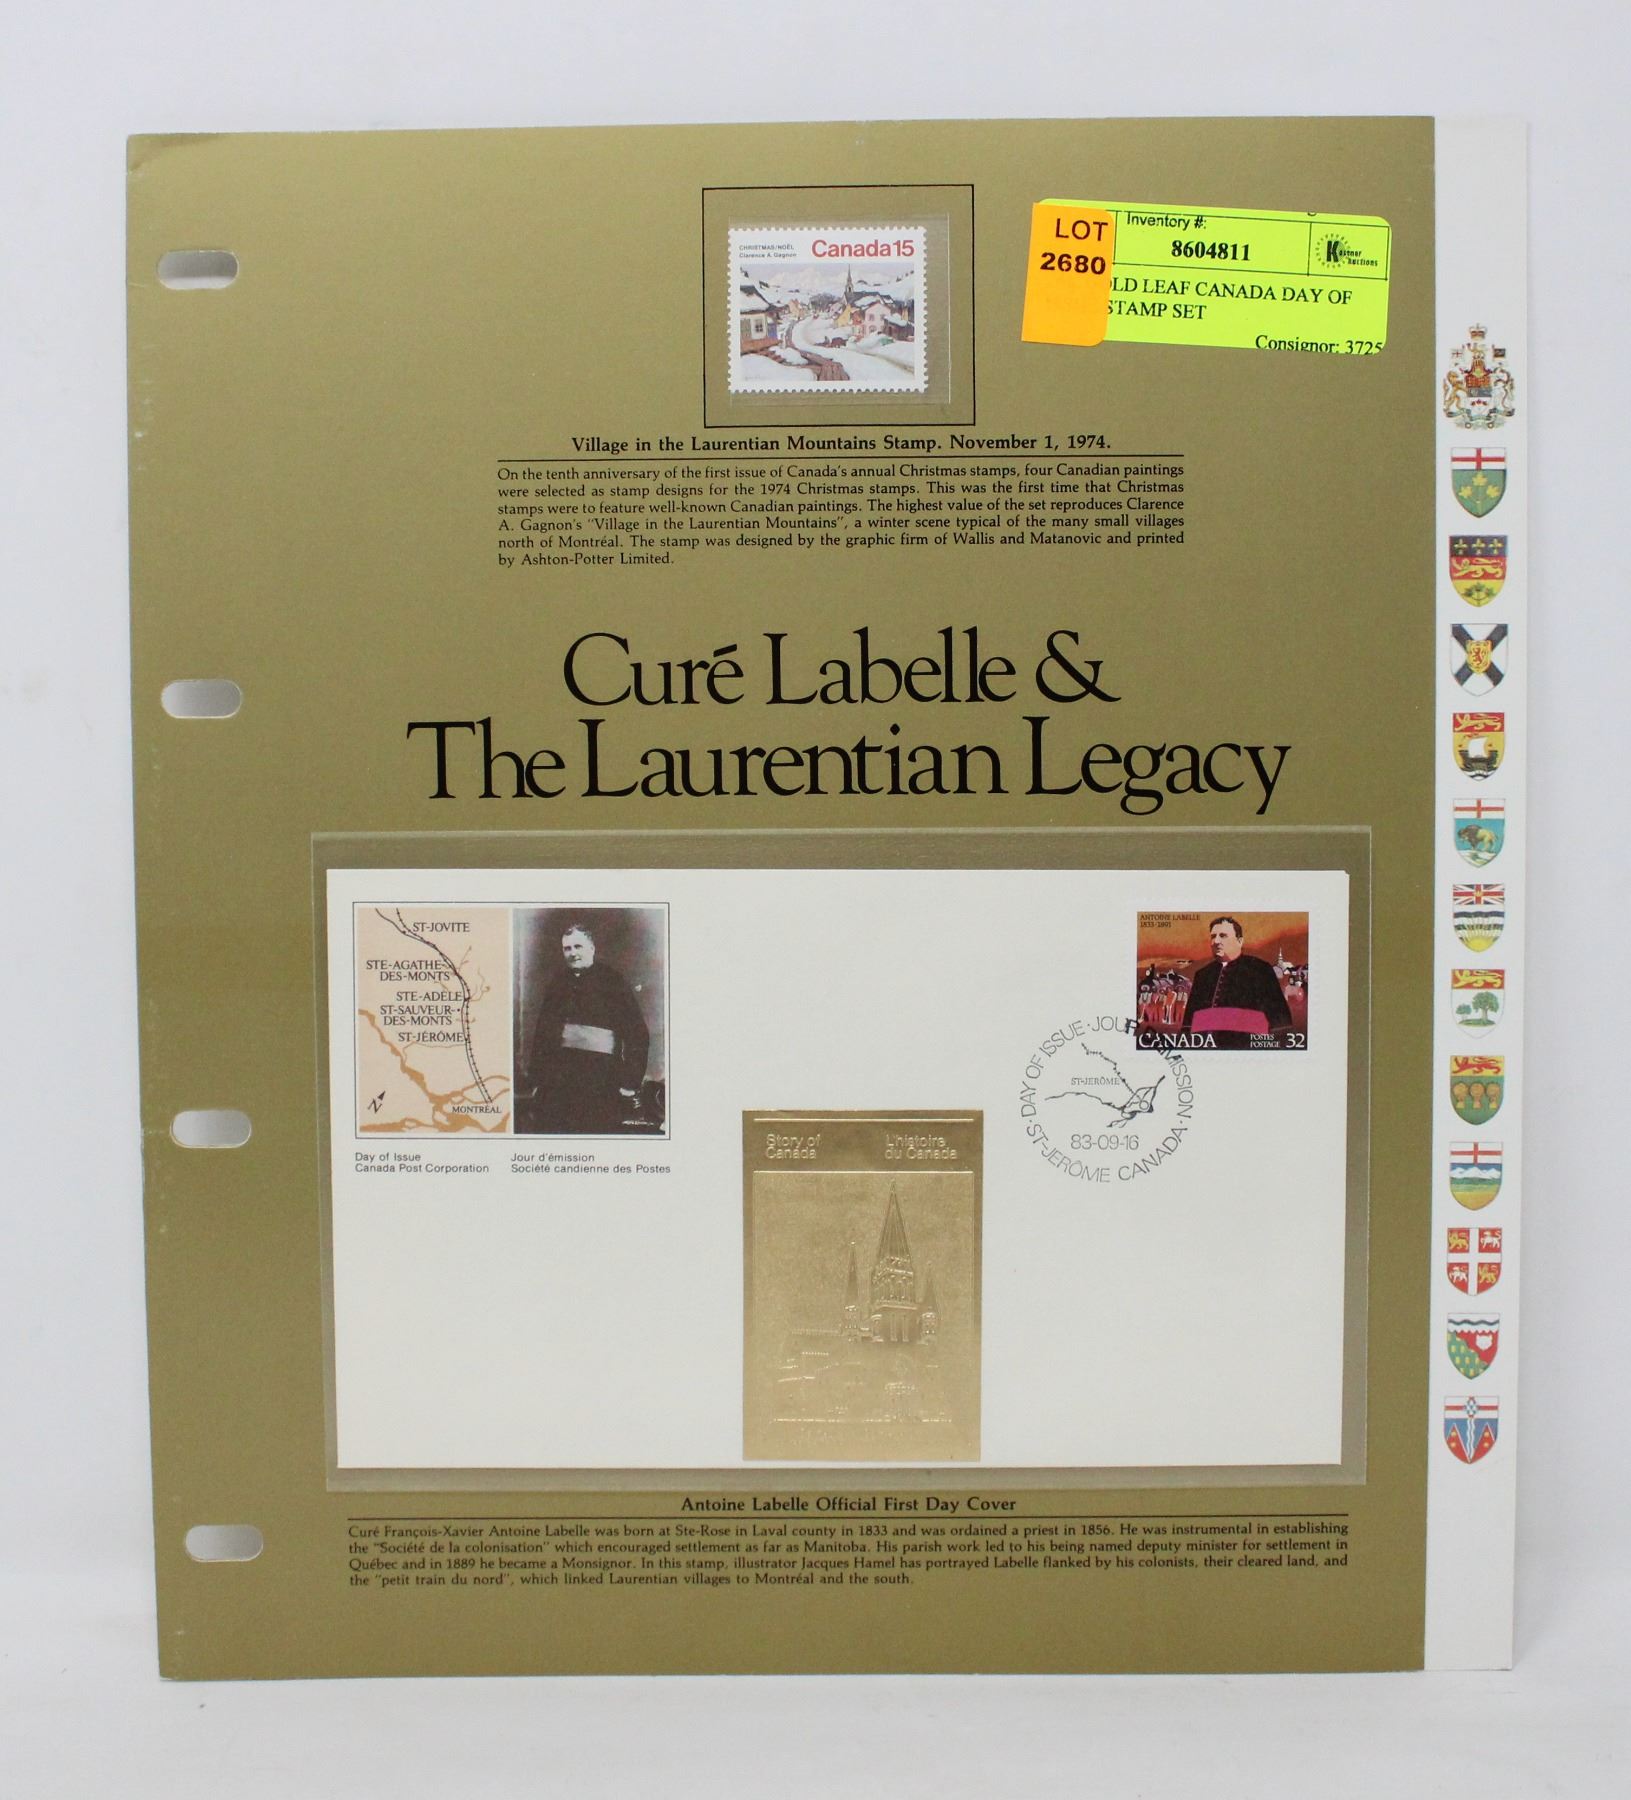 CHRISTMAS/NOËL
Clarence A. Gagnon
Canada15
LOT
2680
Inventory #:
8604811
Kastner
Auctions
OLD LEAF CANADA DAY OF
STAMP SET
Consignor: 3725
Village in the Laurentian Mountains Stamp. November 1, 1974.
On the tenth anniversary of the first issue of Canada's annual Christmas stamps, four Canadian paintings
were selected as stamp designs for the 1974 Christmas stamps. This was the first time that Christmas
stamps were to feature well-known Canadian paintings. The highest value of the set reproduces Clarence
A. Gagnon's "Village in the Laurentian Mountains", a winter scene typical of the many small villages
north of Montréal. The stamp was designed by the graphic firm of Wallis and Matanovic and printed
by Ashton-Potter Limited.
Curé Labelle &
The Laurentian Legacy
ST-JOVITE
STE-AGATHE-
DES-MONTS
STE-ADÈLE
ST-SAUVEUR-
DES-MONTS
ST-JÉRÔME
N
MONTRÉAL
Day of Issue
Canada Post Corporation
Jour d'émission
Société candienne des Postes
ANTOINE LABELLE
1833-1891
CANADA
POSTES
POSTAGE
32
DAY OF ISSUE · JOUR D'ÉMISSION
ST-JÉRÔME
83-09-16
ST-JÉRÔME CANADA
Story of
Canada
L'histoire
du Canada
Antoine Labelle Official First Day Cover
Curé François-Xavier Antoine Labelle was born at Ste-Rose in Laval county in 1833 and was ordained a priest in 1856. He was instrumental in establishing
the "Société de la colonisation" which encouraged settlement as far as Manitoba. His parish work led to his being named deputy minister for settlement in
Québec and in 1889 he became a Monsignor. In this stamp, illustrator Jacques Hamel has portrayed Labelle flanked by his colonists, their cleared land, and
the "petit train du nord", which linked Laurentian villages to Montréal and the south.